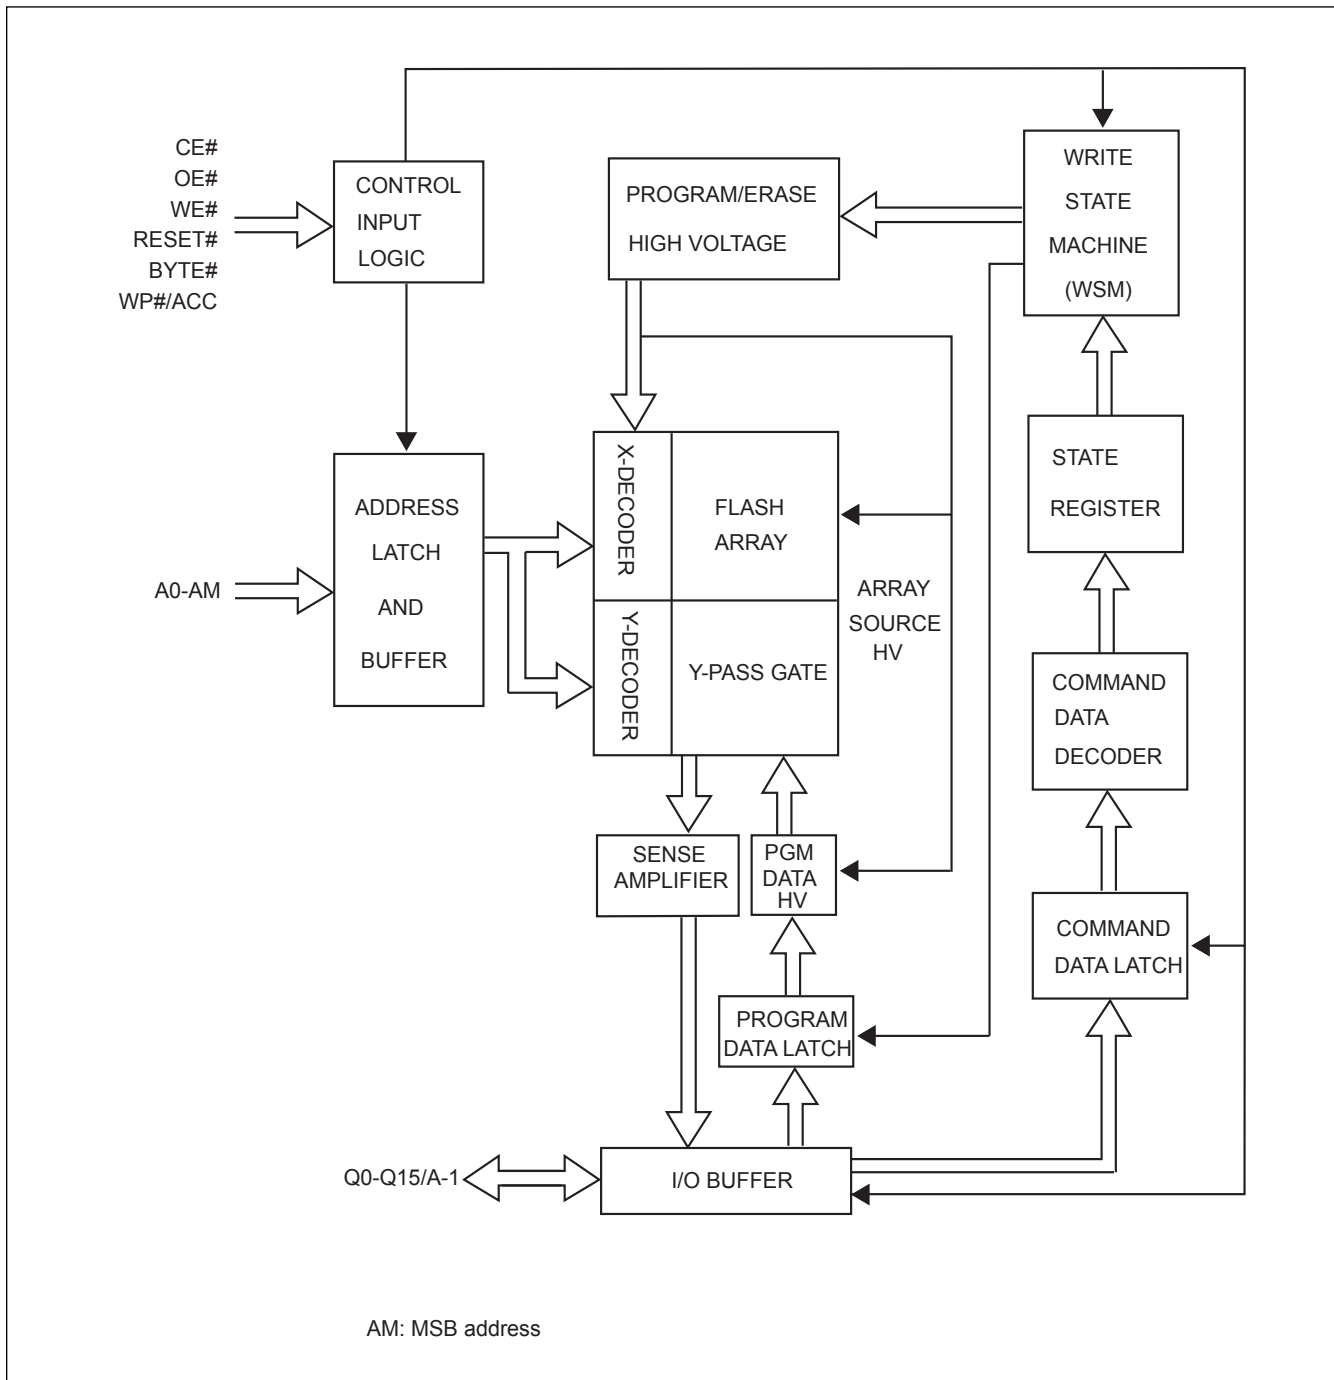 CE#
OE#
WE#
RESET#
BYTE#
WP#/ACC
CONTROL
INPUT
LOGIC
PROGRAM/ERASE
HIGH VOLTAGE
WRITE
STATE
MACHINE
(WSM)
STATE
REGISTER
ADDRESS
LATCH
AND
BUFFER
A0-AM
X-DECODER
FLASH
ARRAY
Y-DECODER
Y-PASS GATE
ARRAY
SOURCE
HV
COMMAND
DATA
DECODER
SENSE
AMPLIFIER
PGM
DATA
HV
COMMAND
DATA LATCH
PROGRAM
DATA LATCH
Q0-Q15/A-1
I/O BUFFER
AM: MSB address